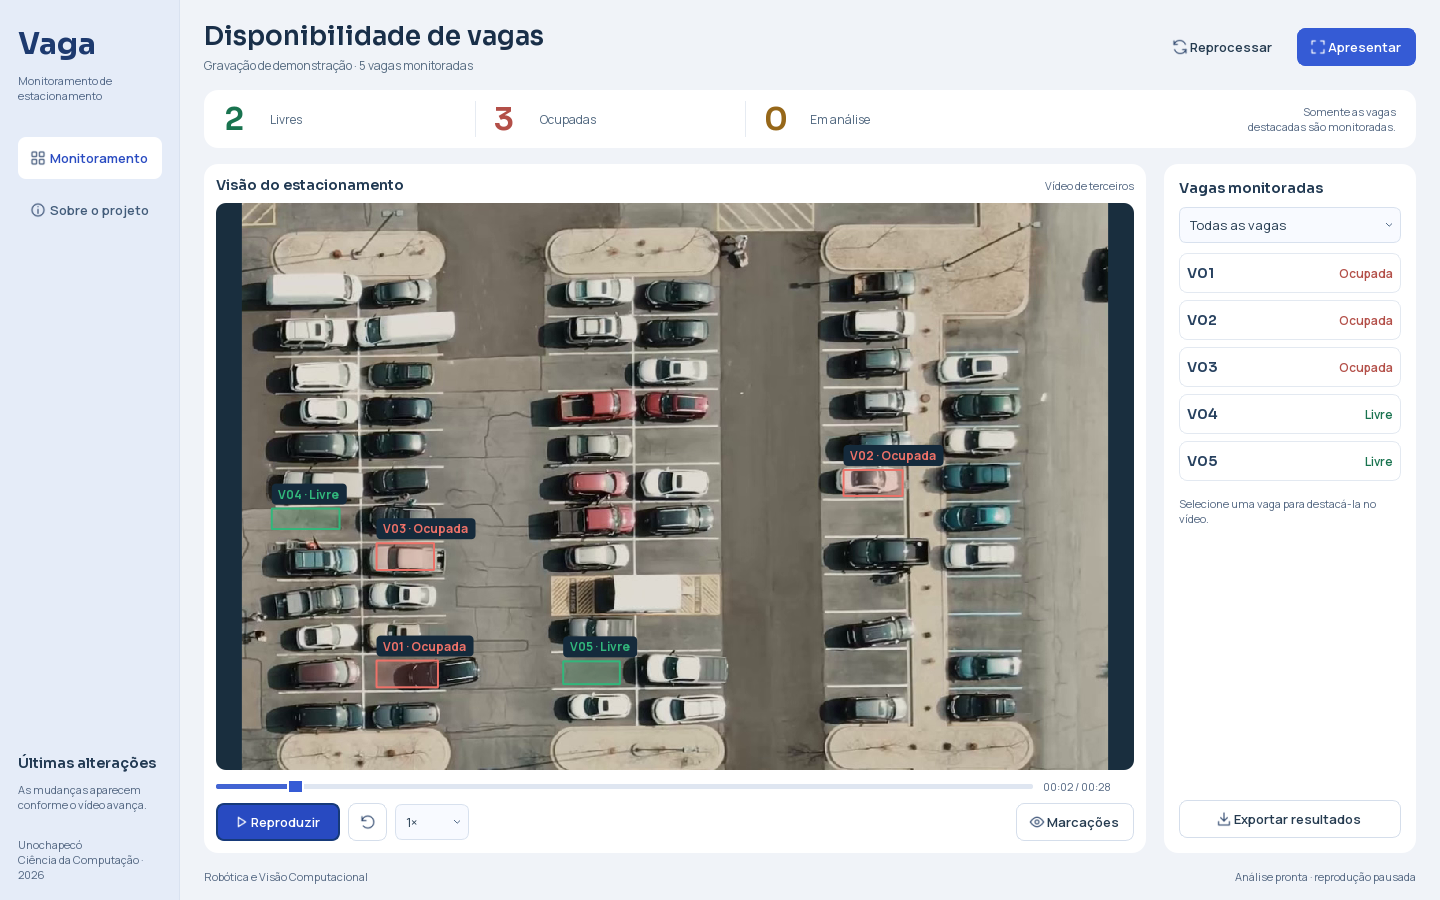 Vaga
Monitoramento de
estacionamento
Monitoramento
Sobre o projeto
Últimas alterações
As mudanças aparecem
conforme o vídeo avança.
Unochapecó
Ciência da Computação ·
2026
Disponibilidade de vagas
Gravação de demonstração · 5 vagas monitoradas
Reprocessar
Apresentar
2 Livres
3 Ocupadas
0 Em análise
Somente as vagas
destacadas são monitoradas.
Visão do estacionamento
Vídeo de terceiros
V02 · Ocupada
V04 · Livre
V03 · Ocupada
V01 · Ocupada
V05 · Livre
00:02 / 00:28
Reproduzir
1×
Marcações
Vagas monitoradas
Todas as vagas
V01 Ocupada
V02 Ocupada
V03 Ocupada
V04 Livre
V05 Livre
Selecione uma vaga para destacá-la no
vídeo.
Exportar resultados
Robótica e Visão Computacional
Análise pronta · reprodução pausada